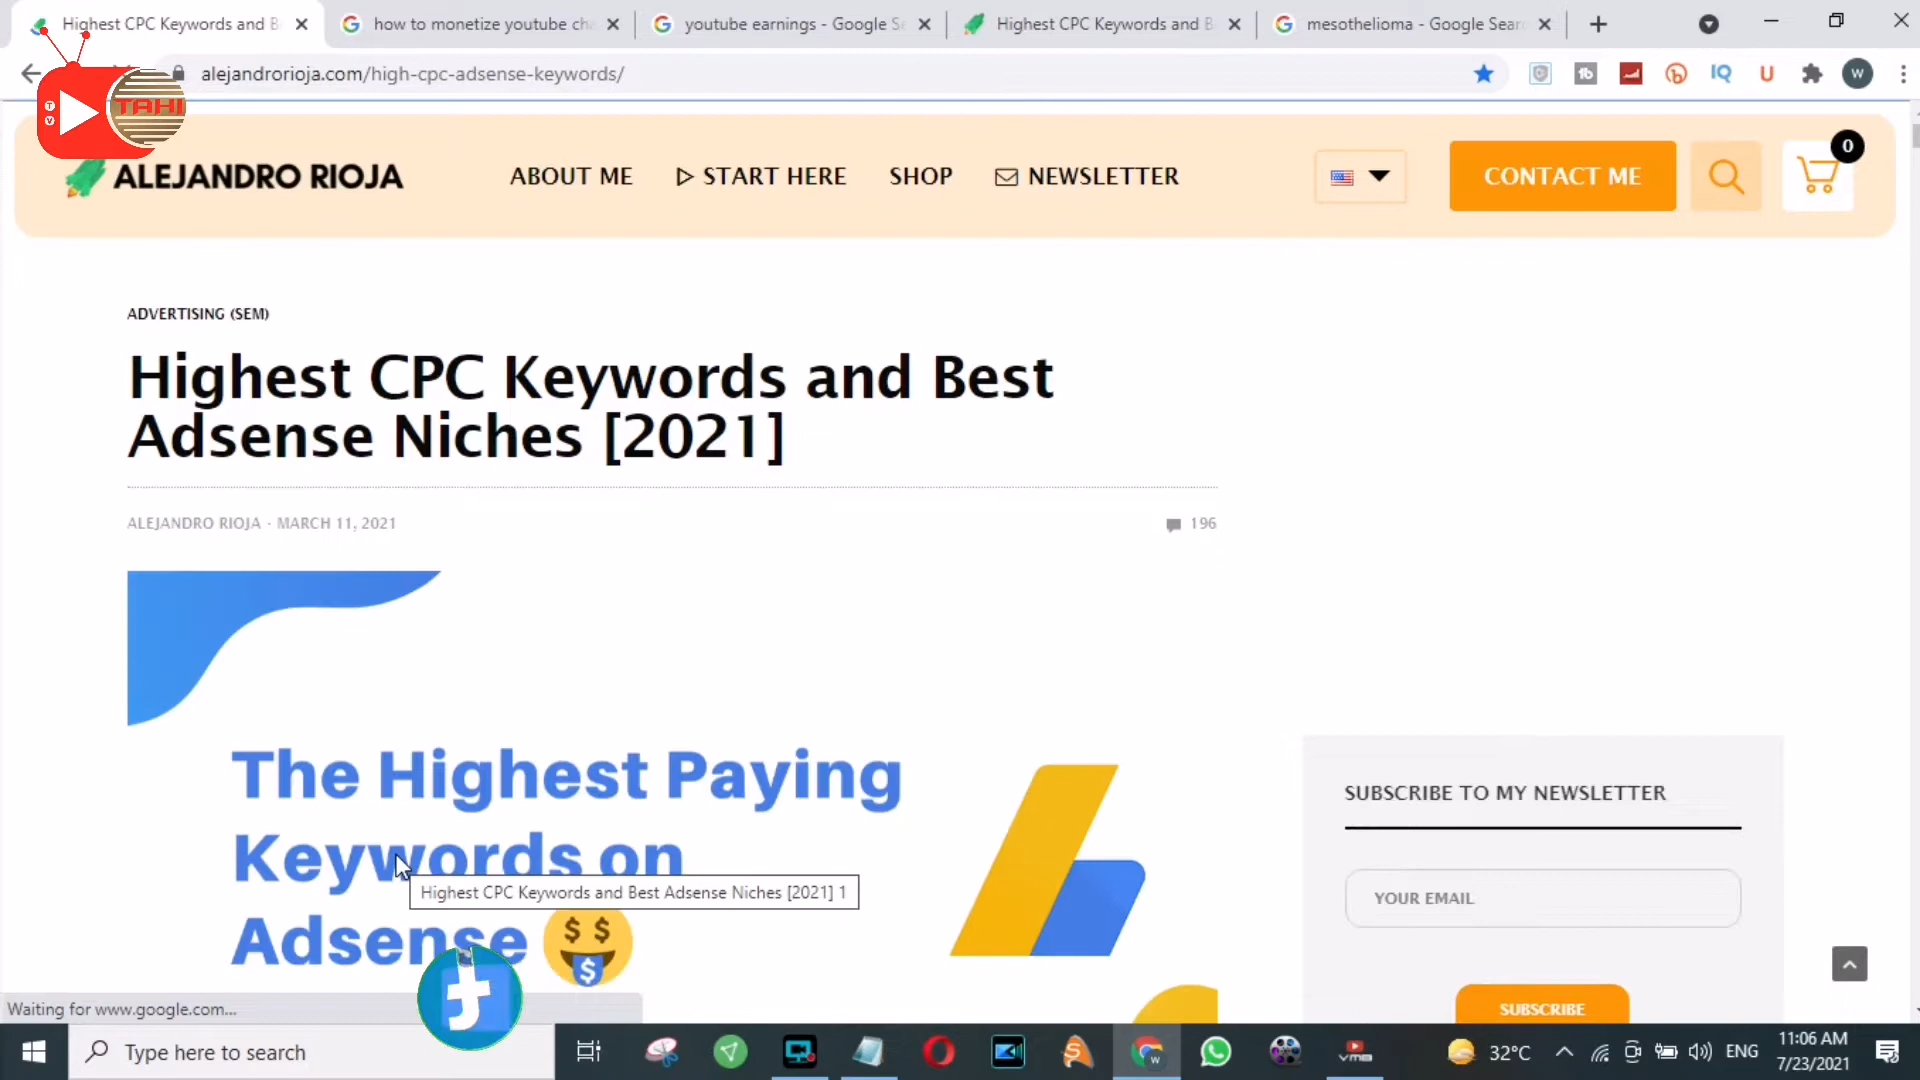 Highest CPC Keywords and B
how to monetize youtube cha
youtube earnings - Google Se
Highest CPC Keywords and B
mesothelioma - Google Sear
alejandrorioja.com/high-cpc-adsense-keywords/
W
TV
TAHI
ALEJANDRO RIOJA
ABOUT ME
START HERE
SHOP
NEWSLETTER
CONTACT ME
0
ADVERTISING (SEM)
Highest CPC Keywords and Best
Adsense Niches [2021]
ALEJANDRO RIOJA · MARCH 11, 2021
196
The Highest Paying
Keywords on
Highest CPC Keywords and Best Adsense Niches [2021] 1
Adsense
SUBSCRIBE TO MY NEWSLETTER
YOUR EMAIL
SUBSCRIBE
Waiting for www.google.com...
Type here to search
32°C
ENG
11:06 AM
7/23/2021